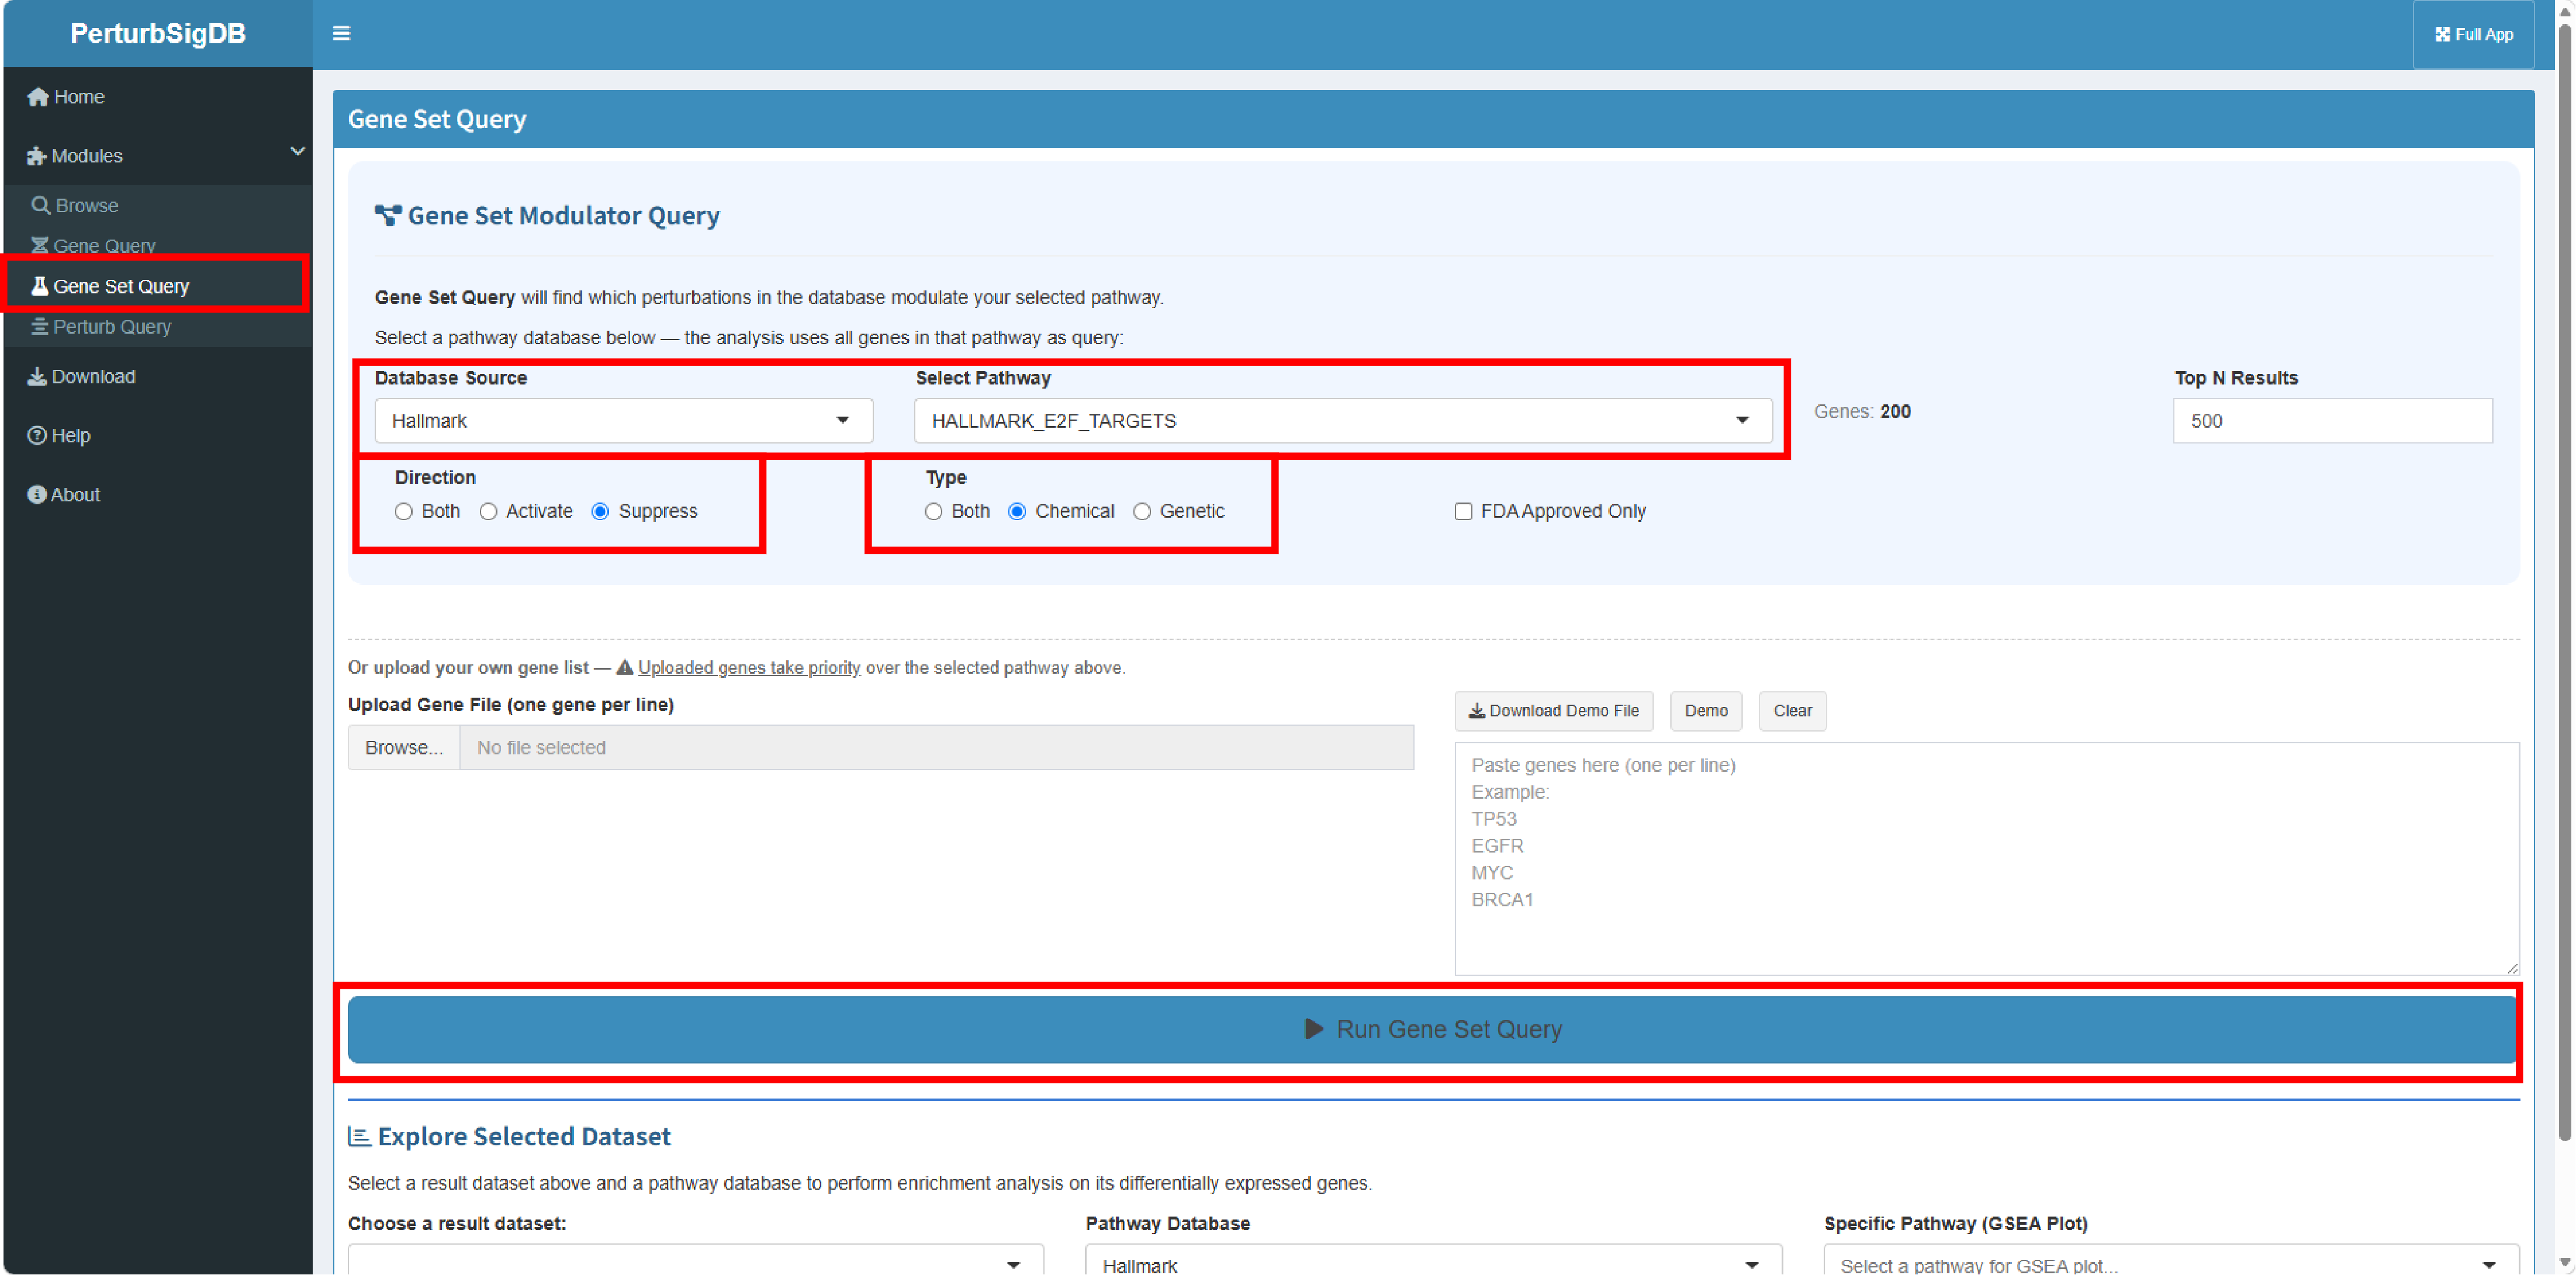 PerturbSigDB
Full App
Home
Modules
Browse
Gene Query
Gene Set Query
Perturb Query
Download
Help
About
Gene Set Query
Gene Set Modulator Query
Gene Set Query will find which perturbations in the database modulate your selected pathway.
Select a pathway database below — the analysis uses all genes in that pathway as query:
Database Source
Select Pathway
Top N Results
Hallmark
HALLMARK_E2F_TARGETS
Genes: 200
500
Direction
Type
Both Activate Suppress
Both Chemical Genetic
FDA Approved Only
Or upload your own gene list — Uploaded genes take priority over the selected pathway above.
Upload Gene File (one gene per line)
Browse... No file selected
Download Demo File Demo Clear
Paste genes here (one per line)
Example:
TP53
EGFR
MYC
BRCA1
Run Gene Set Query
Explore Selected Dataset
Select a result dataset above and a pathway database to perform enrichment analysis on its differentially expressed genes.
Choose a result dataset:
Pathway Database
Specific Pathway (GSEA Plot)
Hallmark
Select a pathway for GSEA plot...